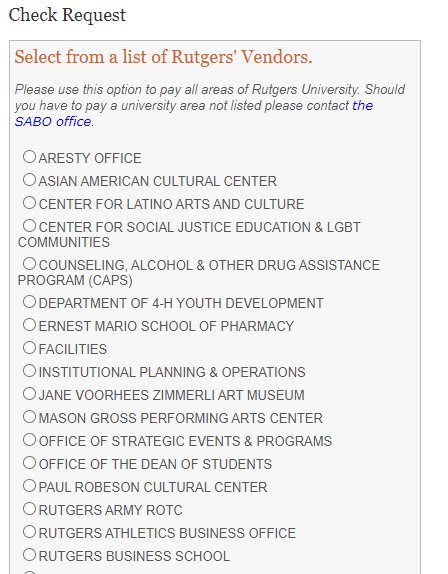 Check Request
Select from a list of Rutgers' Vendors.
Please use this option to pay all areas of Rutgers University. Should
you have to pay a university area not listed please contact the
SABO office.
ARESTY OFFICE
ASIAN AMERICAN CULTURAL CENTER
CENTER FOR LATINO ARTS AND CULTURE
CENTER FOR SOCIAL JUSTICE EDUCATION & LGBT
COMMUNITIES
COUNSELING, ALCOHOL & OTHER DRUG ASSISTANCE
PROGRAM (CAPS)
DEPARTMENT OF 4-H YOUTH DEVELOPMENT
ERNEST MARIO SCHOOL OF PHARMACY
FACILITIES
INSTITUTIONAL PLANNING & OPERATIONS
JANE VOORHEES ZIMMERLI ART MUSEUM
MASON GROSS PERFORMING ARTS CENTER
OFFICE OF STRATEGIC EVENTS & PROGRAMS
OFFICE OF THE DEAN OF STUDENTS
PAUL ROBESON CULTURAL CENTER
RUTGERS ARMY ROTC
RUTGERS ATHLETICS BUSINESS OFFICE
RUTGERS BUSINESS SCHOOL